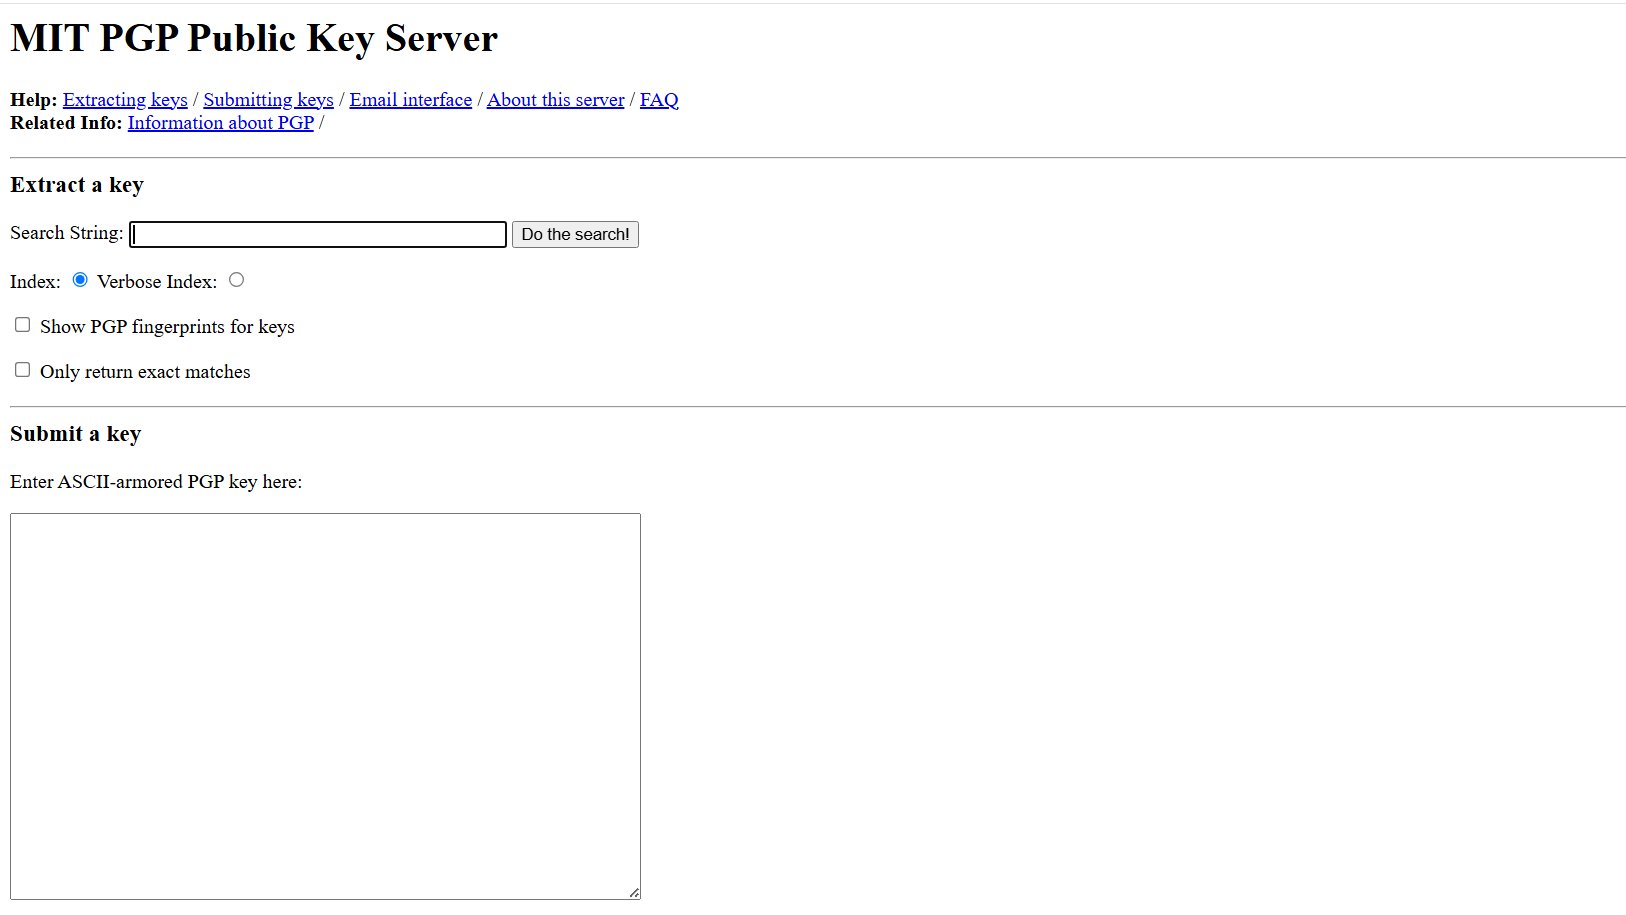 MIT PGP Public Key Server
Help: Extracting keys / Submitting keys / Email interface / About this server / FAQ
Related Info: Information about PGP /
Extract a key
Search String: Do the search!
Index: Verbose Index:
Show PGP fingerprints for keys
Only return exact matches
Submit a key
Enter ASCII-armored PGP key here: